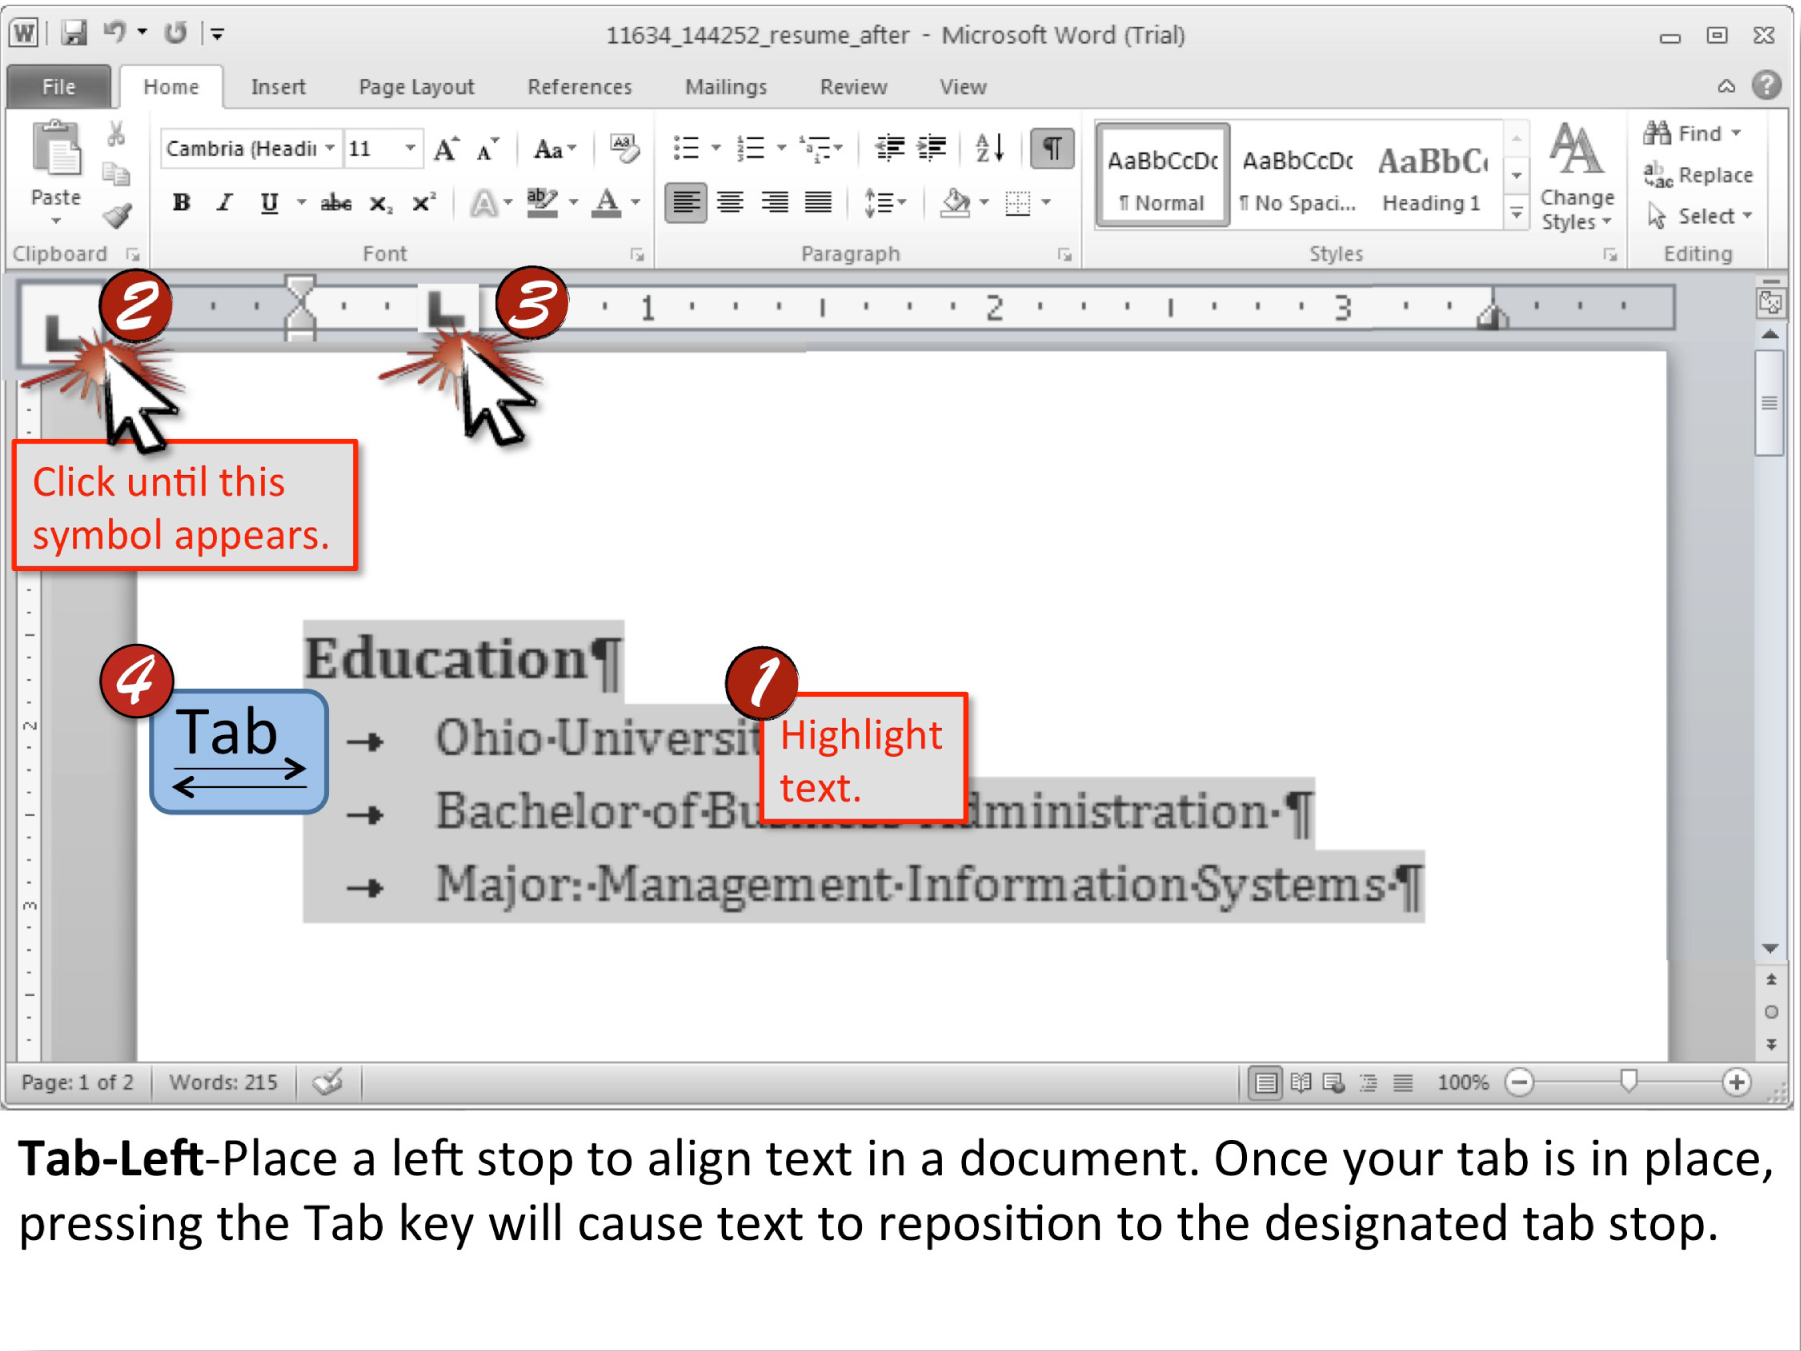 11634_144252_resume_after - Microsoft Word (Trial)
File Home Insert Page Layout References Mailings Review View
Cambria (Headin 11
Paste
Clipboard Font Paragraph Styles Editing
AaBbCcDc AaBbCcDc AaBbC
¶ Normal ¶ No Spaci... Heading 1
Change
Styles
Find
Replace
Select
2 3
1 2 3
Click until this
symbol appears.
Education¶
4
Tab
1
Highlight
text.
Ohio·Universit
Bachelor·of·Bu Administration·¶
Major:·Management·Information·Systems·¶
2
3
Page: 1 of 2 Words: 215 100%
Tab-Left-Place a left stop to align text in a document. Once your tab is in place,
pressing the Tab key will cause text to reposition to the designated tab stop.